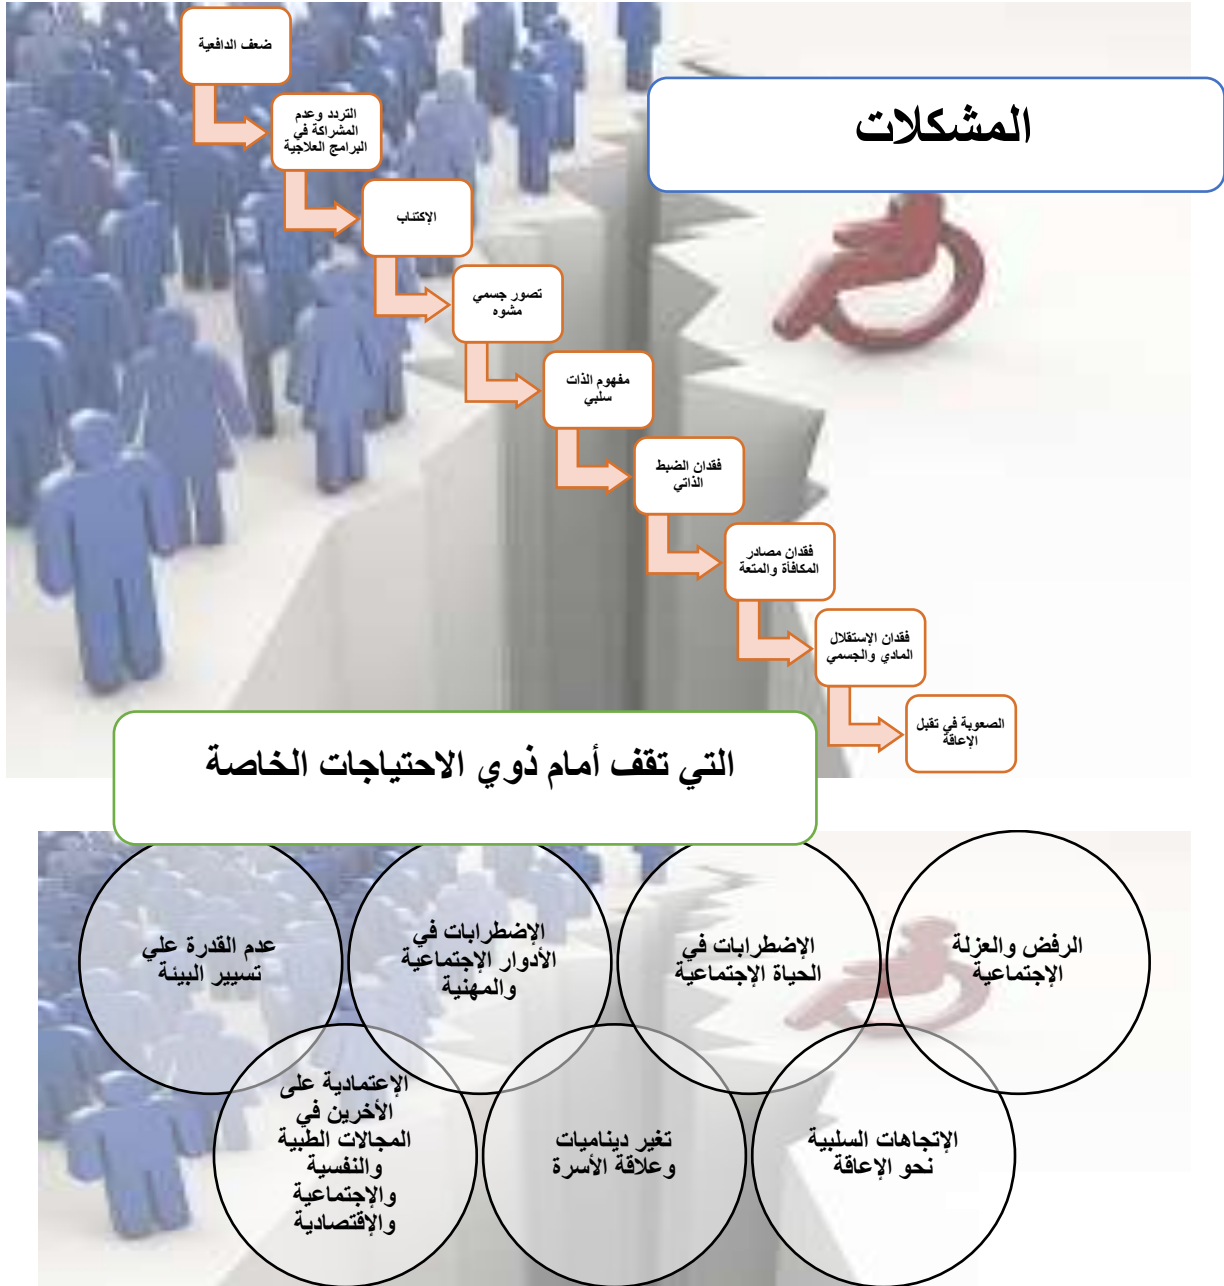 المشكلات
ضعف الدافعية
التردد وعدم
المشراكة في
البرامج العلاجية
الإكتئاب
تصور جسمي
مشوه
مفهوم الذات
سلبي
فقدان الضبط
الذاتي
فقدان مصادر
المكافأة والمتعة
فقدان الإستقلال
المادي والجسمي
الصعوبة في تقبل
الإعاقة
التي تقف أمام ذوي الاحتياجات الخاصة
الرفض والعزلة
الإجتماعية
الإضطرابات في
الحياة الإجتماعية
الإضطرابات في
الأدوار الإجتماعية
والمهنية
عدم القدرة علي
تسيير البيئة
الإتجاهات السلبية
نحو الإعاقة
تغير ديناميات
وعلاقة الأسرة
الإعتمادية على
الأخرين في
المجالات الطبية
والنفسية
والإجتماعية
والإقتصادية